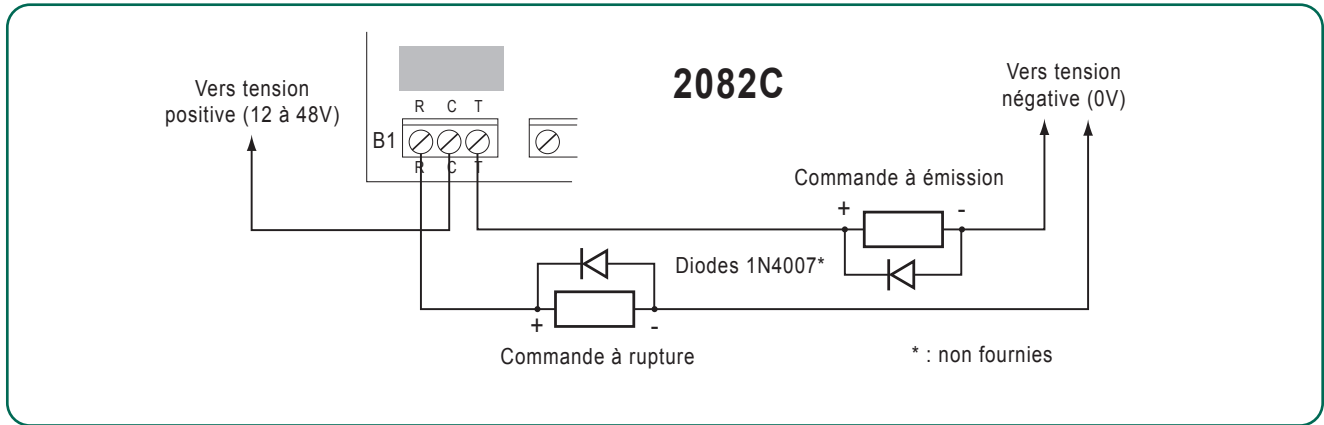 2082C
Vers tension
positive (12 à 48V)
Vers tension
négative (0V)
R C T
B1
R C T
Commande à émission
+ -
Diodes 1N4007*
+ -
Commande à rupture
* : non fournies